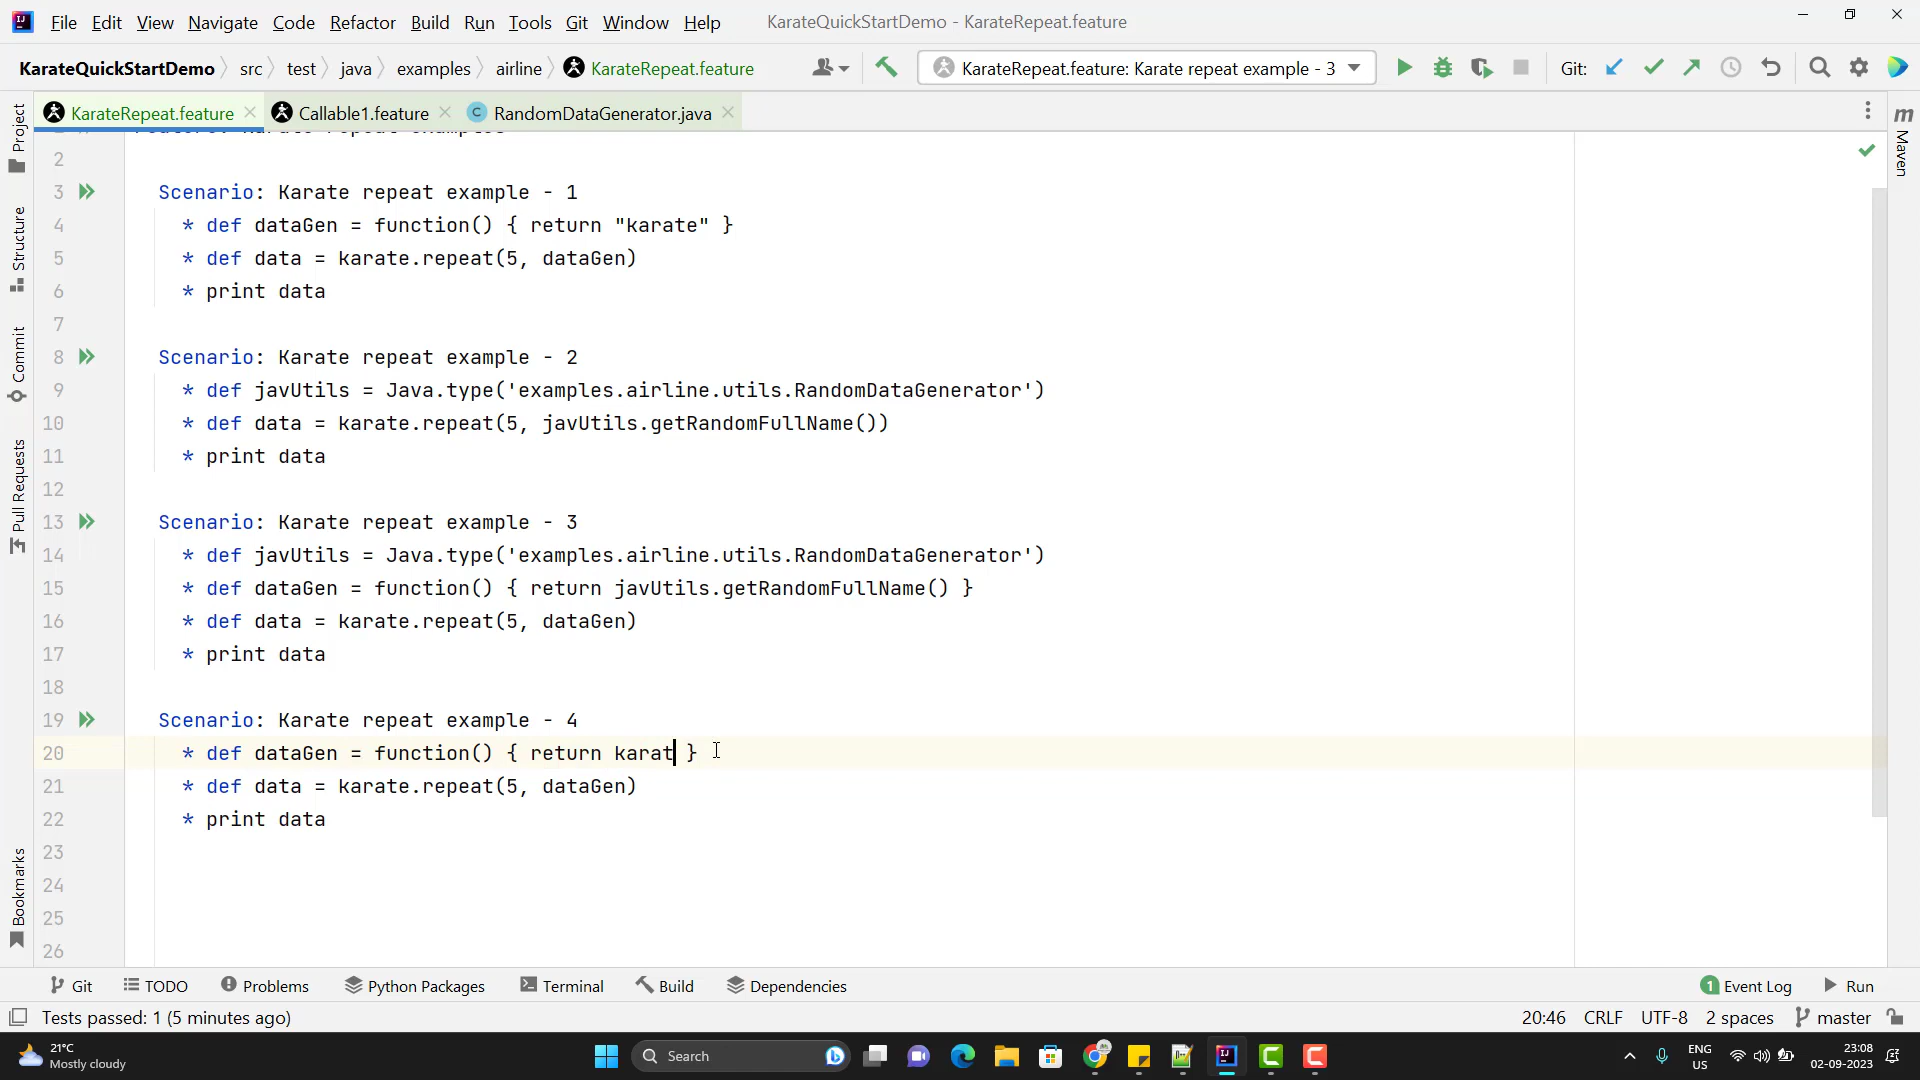 File Edit View Navigate Code Refactor Build Run Tools Git Window Help KarateQuickStartDemo - KarateRepeat.feature
KarateQuickStartDemo src test java examples airline KarateRepeat.feature KarateRepeat.feature: Karate repeat example - 3 Git:
KarateRepeat.feature Callable1.feature C RandomDataGenerator.java
2
3 Scenario: Karate repeat example - 1
4 * def dataGen = function() { return "karate" }
5 * def data = karate.repeat(5, dataGen)
6 * print data
7
8 Scenario: Karate repeat example - 2
9 * def javUtils = Java.type('examples.airline.utils.RandomDataGenerator')
10 * def data = karate.repeat(5, javUtils.getRandomFullName())
11 * print data
12
13 Scenario: Karate repeat example - 3
14 * def javUtils = Java.type('examples.airline.utils.RandomDataGenerator')
15 * def dataGen = function() { return javUtils.getRandomFullName() }
16 * def data = karate.repeat(5, dataGen)
17 * print data
18
19 Scenario: Karate repeat example - 4
20 * def dataGen = function() { return karat }
21 * def data = karate.repeat(5, dataGen)
22 * print data
23
24
25
26
Project
Structure
Commit
Pull Requests
Bookmarks
m
Maven
Git TODO Problems Python Packages Terminal Build Dependencies 1 Event Log Run
Tests passed: 1 (5 minutes ago) 20:46 CRLF UTF-8 2 spaces master
21°C
Mostly cloudy
Search
ENG
US
23:08
02-09-2023